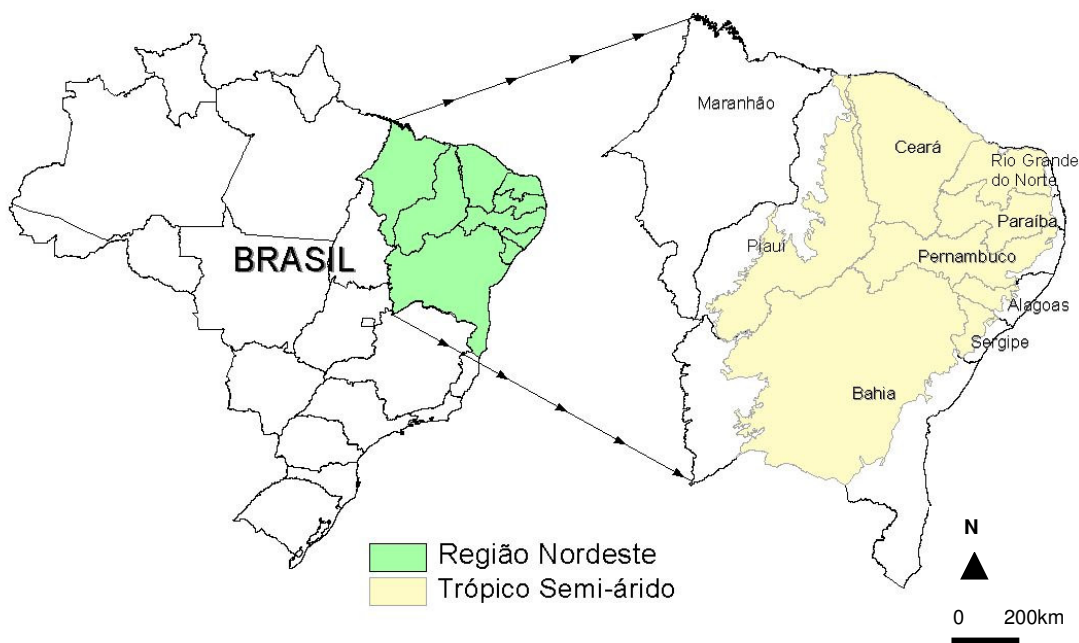 Maranhão
Ceará
Rio Grande
do Norte
Paraíba
Piauí
Pernambuco
BRASIL
Alagoas
Sergipe
Bahia
N
Região Nordeste
Trópico Semi-árido
0 200km